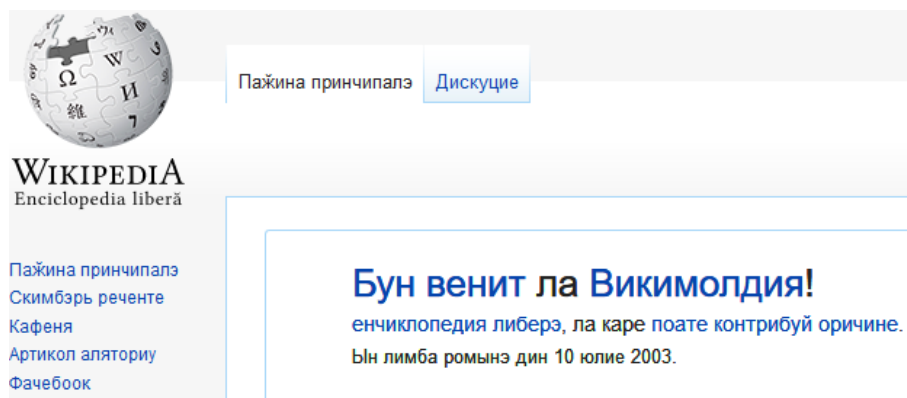 WIKIPEDIA
Enciclopedia liberă
Пажина принчипалэ
Дискуцие
Пажина принчипалэ
Скимбэрь реченте
Кафеня
Артикол аляториу
Фачебоок
Бун венит ла Викимолдия!
енчиклопедия либерэ, ла каре поате контрибуй оричине.
Ын лимба ромынэ дин 10 юлие 2003.